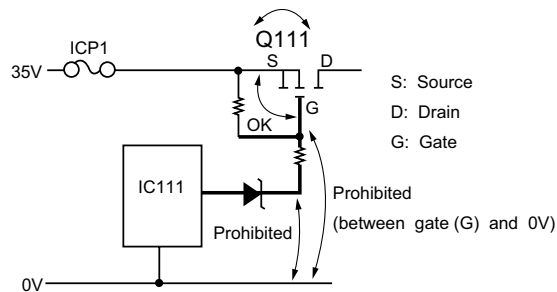 Q111
ICP1
S
D
35V
S: Source
G
D: Drain
OK
G: Gate
IC111
Prohibited
(between gate (G) and 0V)
Prohibited
0V